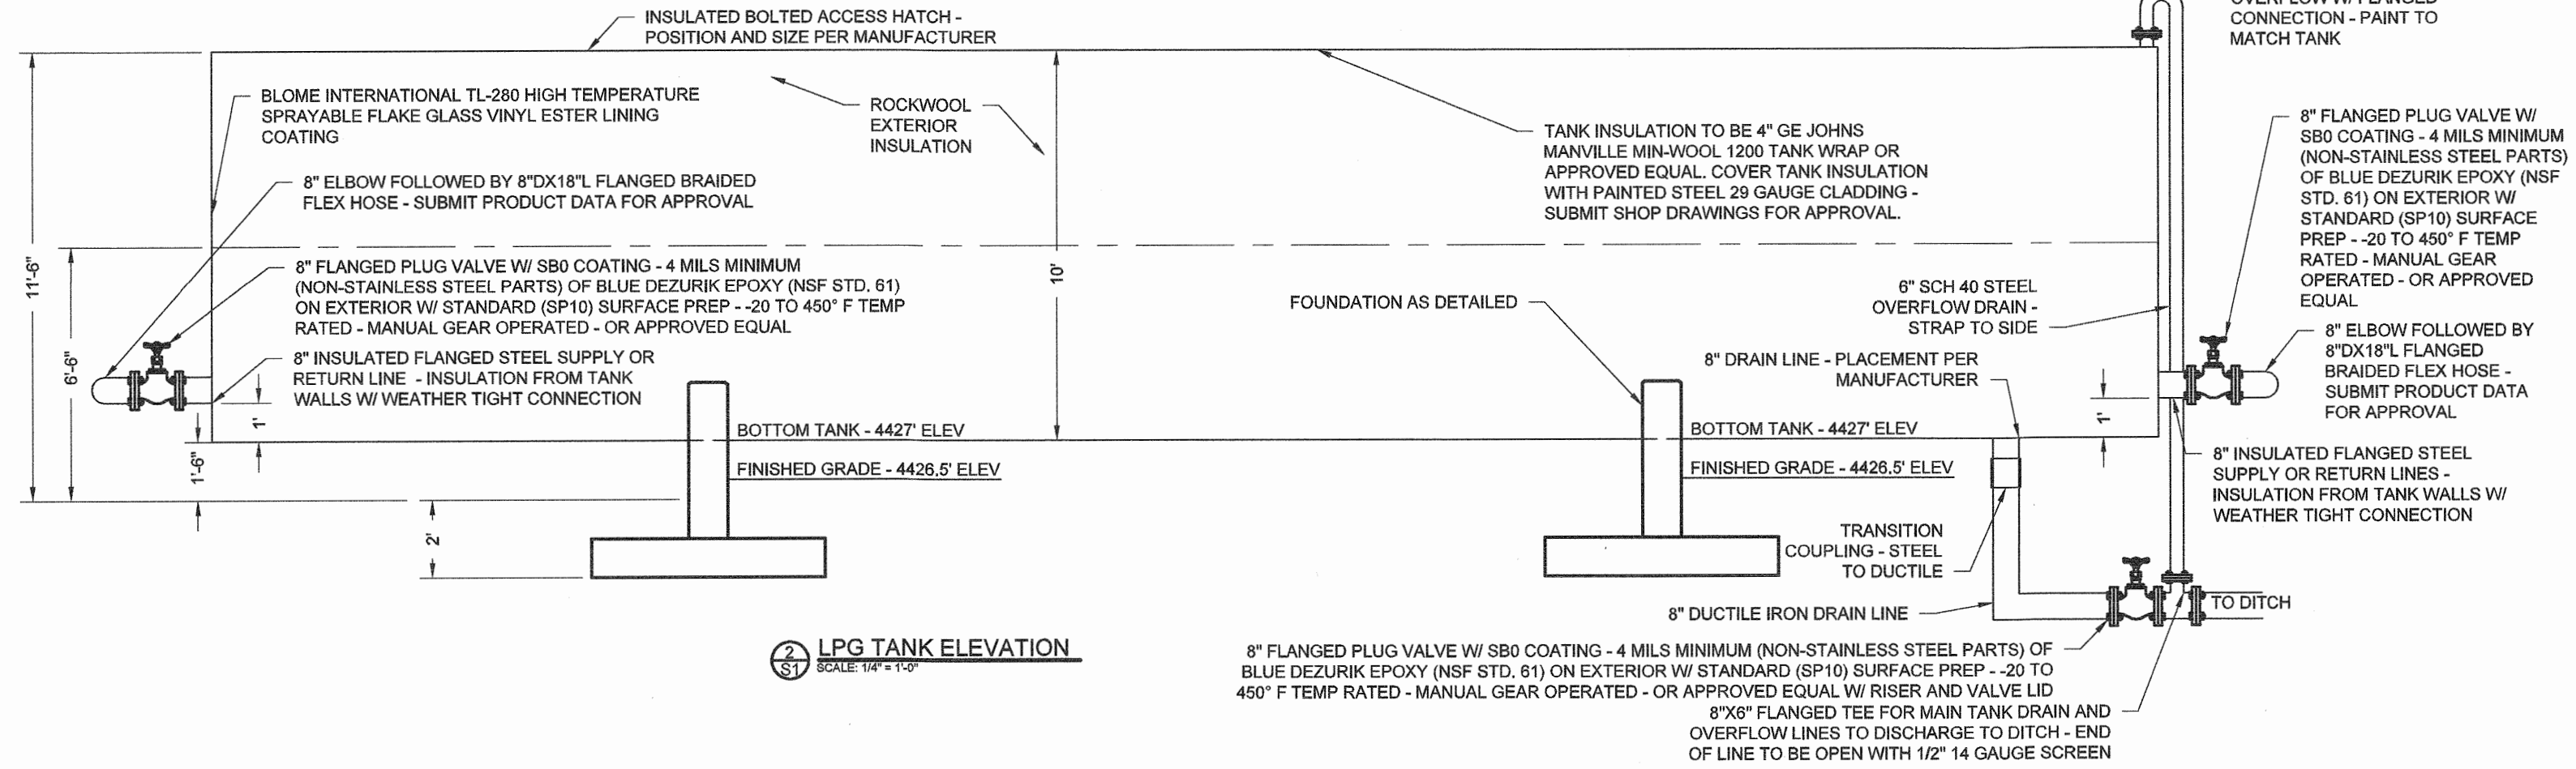 INSULATED BOLTED ACCESS HATCH -
POSITION AND SIZE PER MANUFACTURER
OVERFLOW W/ FLANGED
CONNECTION - PAINT TO
MATCH TANK
BLOME INTERNATIONAL TL-280 HIGH TEMPERATURE
SPRAYABLE FLAKE GLASS VINYL ESTER LINING
COATING
ROCKWOOL
EXTERIOR
INSULATION
TANK INSULATION TO BE 4" GE JOHNS
MANVILLE MIN-WOOL 1200 TANK WRAP OR
APPROVED EQUAL. COVER TANK INSULATION
WITH PAINTED STEEL 29 GAUGE CLADDING -
SUBMIT SHOP DRAWINGS FOR APPROVAL.
8" FLANGED PLUG VALVE W/
SB0 COATING - 4 MILS MINIMUM
(NON-STAINLESS STEEL PARTS)
OF BLUE DEZURIK EPOXY (NSF
STD. 61) ON EXTERIOR W/
STANDARD (SP10) SURFACE
PREP - -20 TO 450° F TEMP
RATED - MANUAL GEAR
OPERATED - OR APPROVED
EQUAL
8" ELBOW FOLLOWED BY 8"DX18"L FLANGED BRAIDED
FLEX HOSE - SUBMIT PRODUCT DATA FOR APPROVAL
11'-6"
6'-6"
10'
8" FLANGED PLUG VALVE W/ SB0 COATING - 4 MILS MINIMUM
(NON-STAINLESS STEEL PARTS) OF BLUE DEZURIK EPOXY (NSF STD. 61)
ON EXTERIOR W/ STANDARD (SP10) SURFACE PREP - -20 TO 450° F TEMP
RATED - MANUAL GEAR OPERATED - OR APPROVED EQUAL
FOUNDATION AS DETAILED
6" SCH 40 STEEL
OVERFLOW DRAIN -
STRAP TO SIDE
8" ELBOW FOLLOWED BY
8"DX18"L FLANGED
BRAIDED FLEX HOSE -
SUBMIT PRODUCT DATA
FOR APPROVAL
8" INSULATED FLANGED STEEL SUPPLY OR
RETURN LINE - INSULATION FROM TANK
WALLS W/ WEATHER TIGHT CONNECTION
8" DRAIN LINE - PLACEMENT PER
MANUFACTURER
1'
1'
1'-6"
BOTTOM TANK - 4427' ELEV
FINISHED GRADE - 4426.5' ELEV
BOTTOM TANK - 4427' ELEV
FINISHED GRADE - 4426.5' ELEV
8" INSULATED FLANGED STEEL
SUPPLY OR RETURN LINES -
INSULATION FROM TANK WALLS W/
WEATHER TIGHT CONNECTION
2'
TRANSITION
COUPLING - STEEL
TO DUCTILE
8" DUCTILE IRON DRAIN LINE
TO DITCH
2
S1
LPG TANK ELEVATION
SCALE: 1/4" = 1'-0"
8" FLANGED PLUG VALVE W/ SB0 COATING - 4 MILS MINIMUM (NON-STAINLESS STEEL PARTS) OF
BLUE DEZURIK EPOXY (NSF STD. 61) ON EXTERIOR W/ STANDARD (SP10) SURFACE PREP - -20 TO
450° F TEMP RATED - MANUAL GEAR OPERATED - OR APPROVED EQUAL W/ RISER AND VALVE LID
8"X6" FLANGED TEE FOR MAIN TANK DRAIN AND
OVERFLOW LINES TO DISCHARGE TO DITCH - END
OF LINE TO BE OPEN WITH 1/2" 14 GAUGE SCREEN